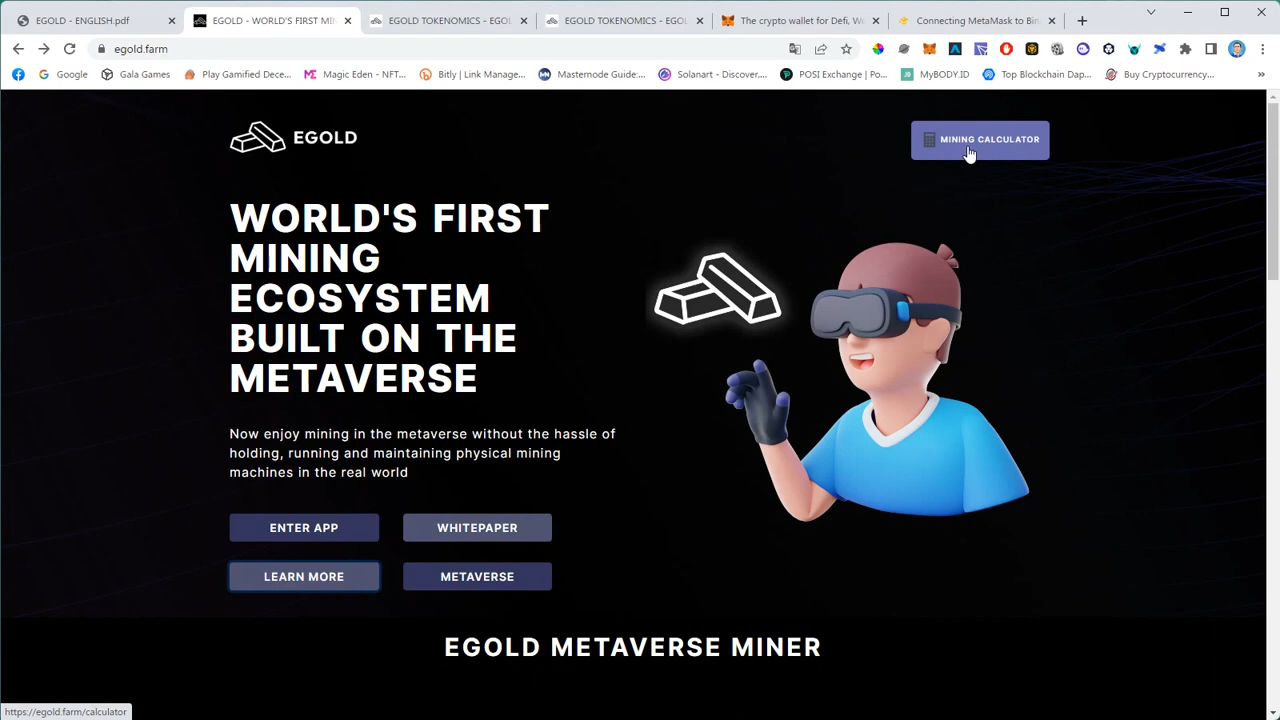 EGOLD - ENGLISH.pdf
EGOLD - WORLD'S FIRST MIN
EGOLD TOKENOMICS - EGOL
EGOLD TOKENOMICS - EGOL
The crypto wallet for Defi, We
Connecting MetaMask to Bin
egold.farm
Google
Gala Games
Play Gamified Dece...
Magic Eden - NFT...
Bitly | Link Manage...
Masternode Guide:...
Solanart - Discover,...
POSI Exchange | Po...
MyBODY.ID
Top Blockchain Dap...
Buy Cryptocurrency...
EGOLD
MINING CALCULATOR
WORLD'S FIRST
MINING
ECOSYSTEM
BUILT ON THE
METAVERSE
Now enjoy mining in the metaverse without the hassle of
holding, running and maintaining physical mining
machines in the real world
ENTER APP
WHITEPAPER
LEARN MORE
METAVERSE
EGOLD METAVERSE MINER
https://egold.farm/calculator